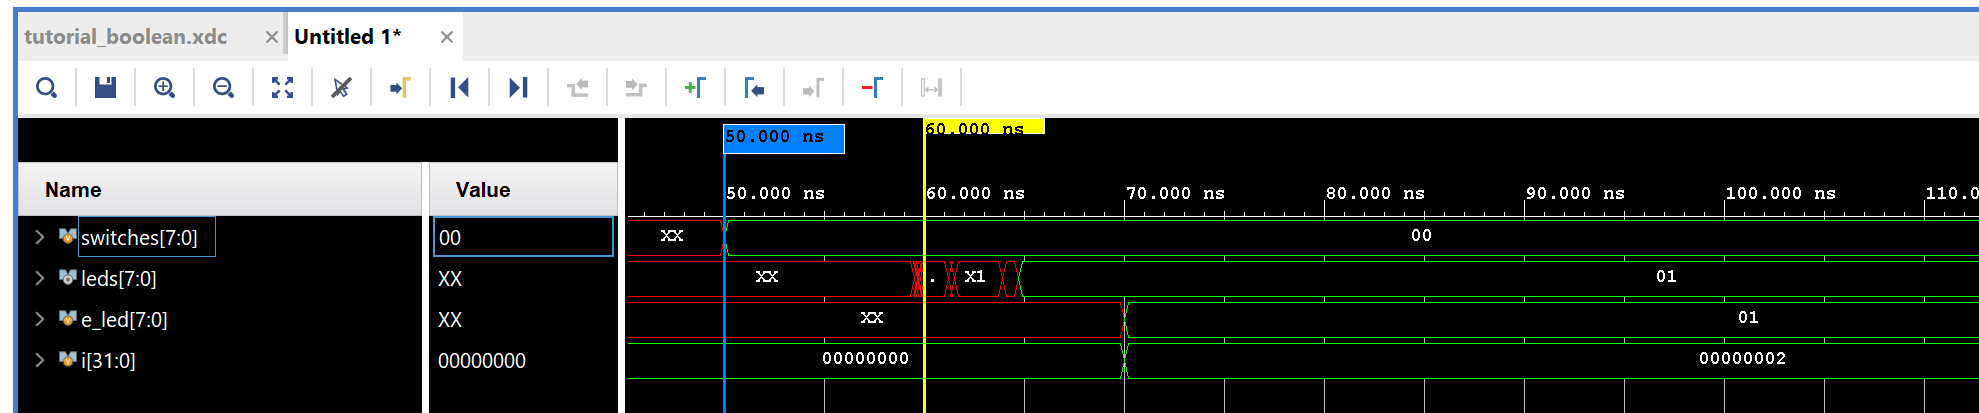 tutorial_boolean.xdc × Untitled 1* ×
50.000 ns 60.000 ns
Name Value
50.000 ns 60.000 ns 70.000 ns 80.000 ns 90.000 ns 100.000 ns 110.0
switches[7:0] 00 XX 00
leds[7:0] XX XX . X1 01
e_led[7:0] XX XX 01
i[31:0] 00000000 00000000 00000002